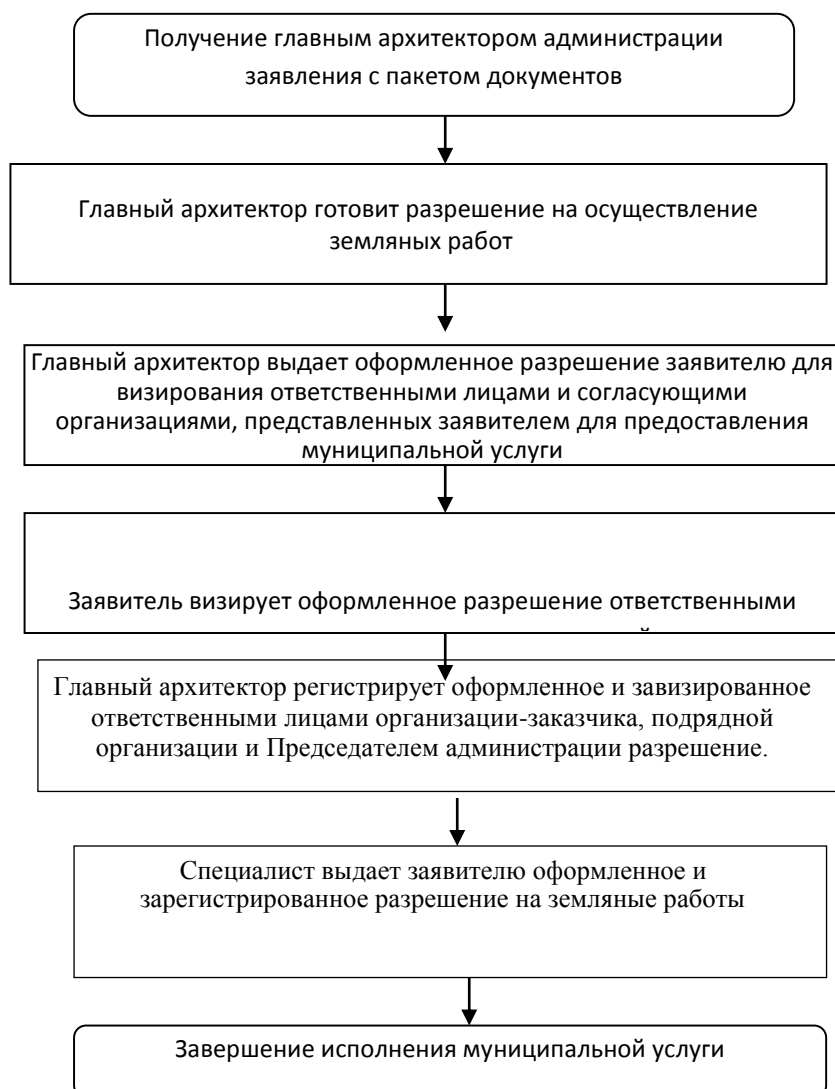 Получение главным архитектором администрации
заявления с пакетом документов
Главный архитектор готовит разрешение на осуществление
земляных работ
Главный архитектор выдает оформленное разрешение заявителю для
визирования ответственными лицами и согласующими
организациями, представленных заявителем для предоставления
муниципальной услуги
Заявитель визирует оформленное разрешение ответственными
Главный архитектор регистрирует оформленное и завизированное
ответственными лицами организации-заказчика, подрядной
организации и Председателем администрации разрешение.
Специалист выдает заявителю оформленное и
зарегистрированное разрешение на земляные работы
Завершение исполнения муниципальной услуги